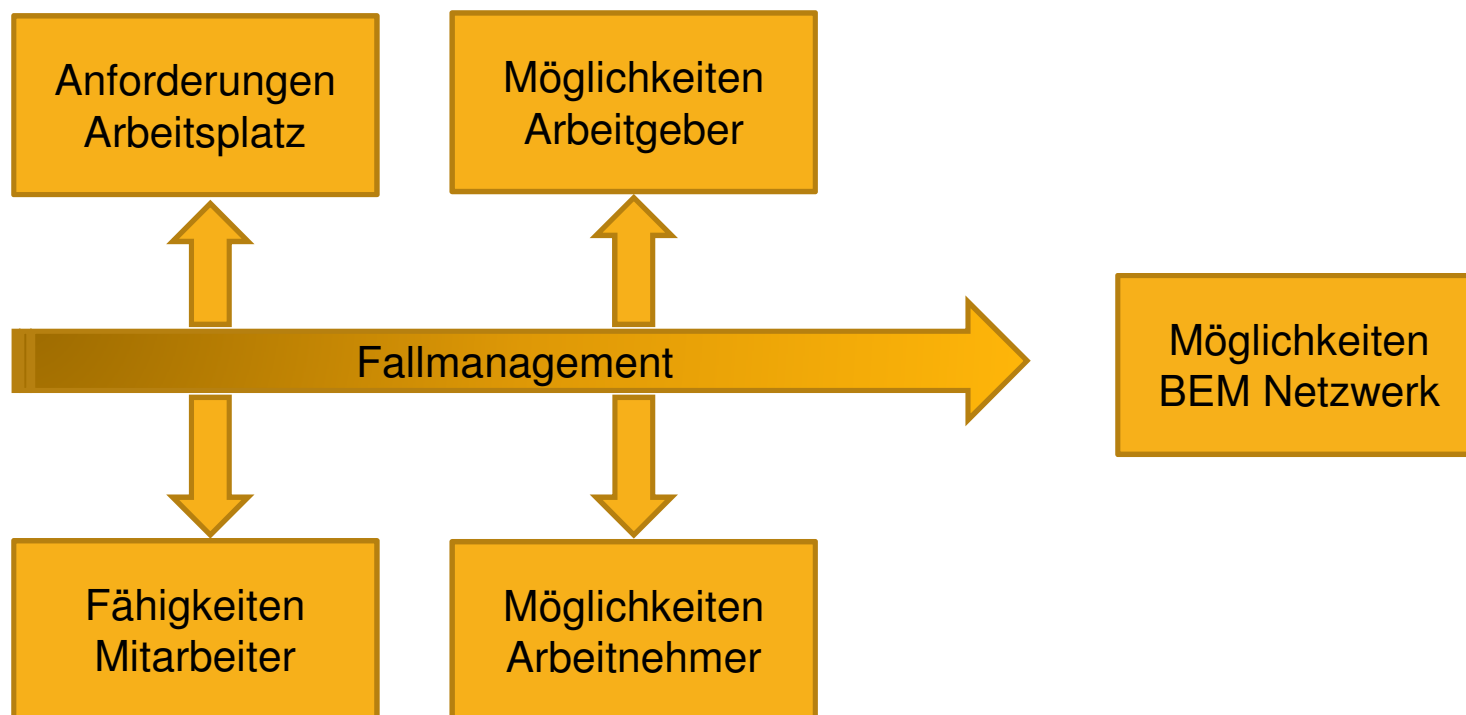 Anforderungen
Arbeitsplatz
Möglichkeiten
Arbeitgeber
Fallmanagement
Möglichkeiten
BEM Netzwerk
Fähigkeiten
Mitarbeiter
Möglichkeiten
Arbeitnehmer